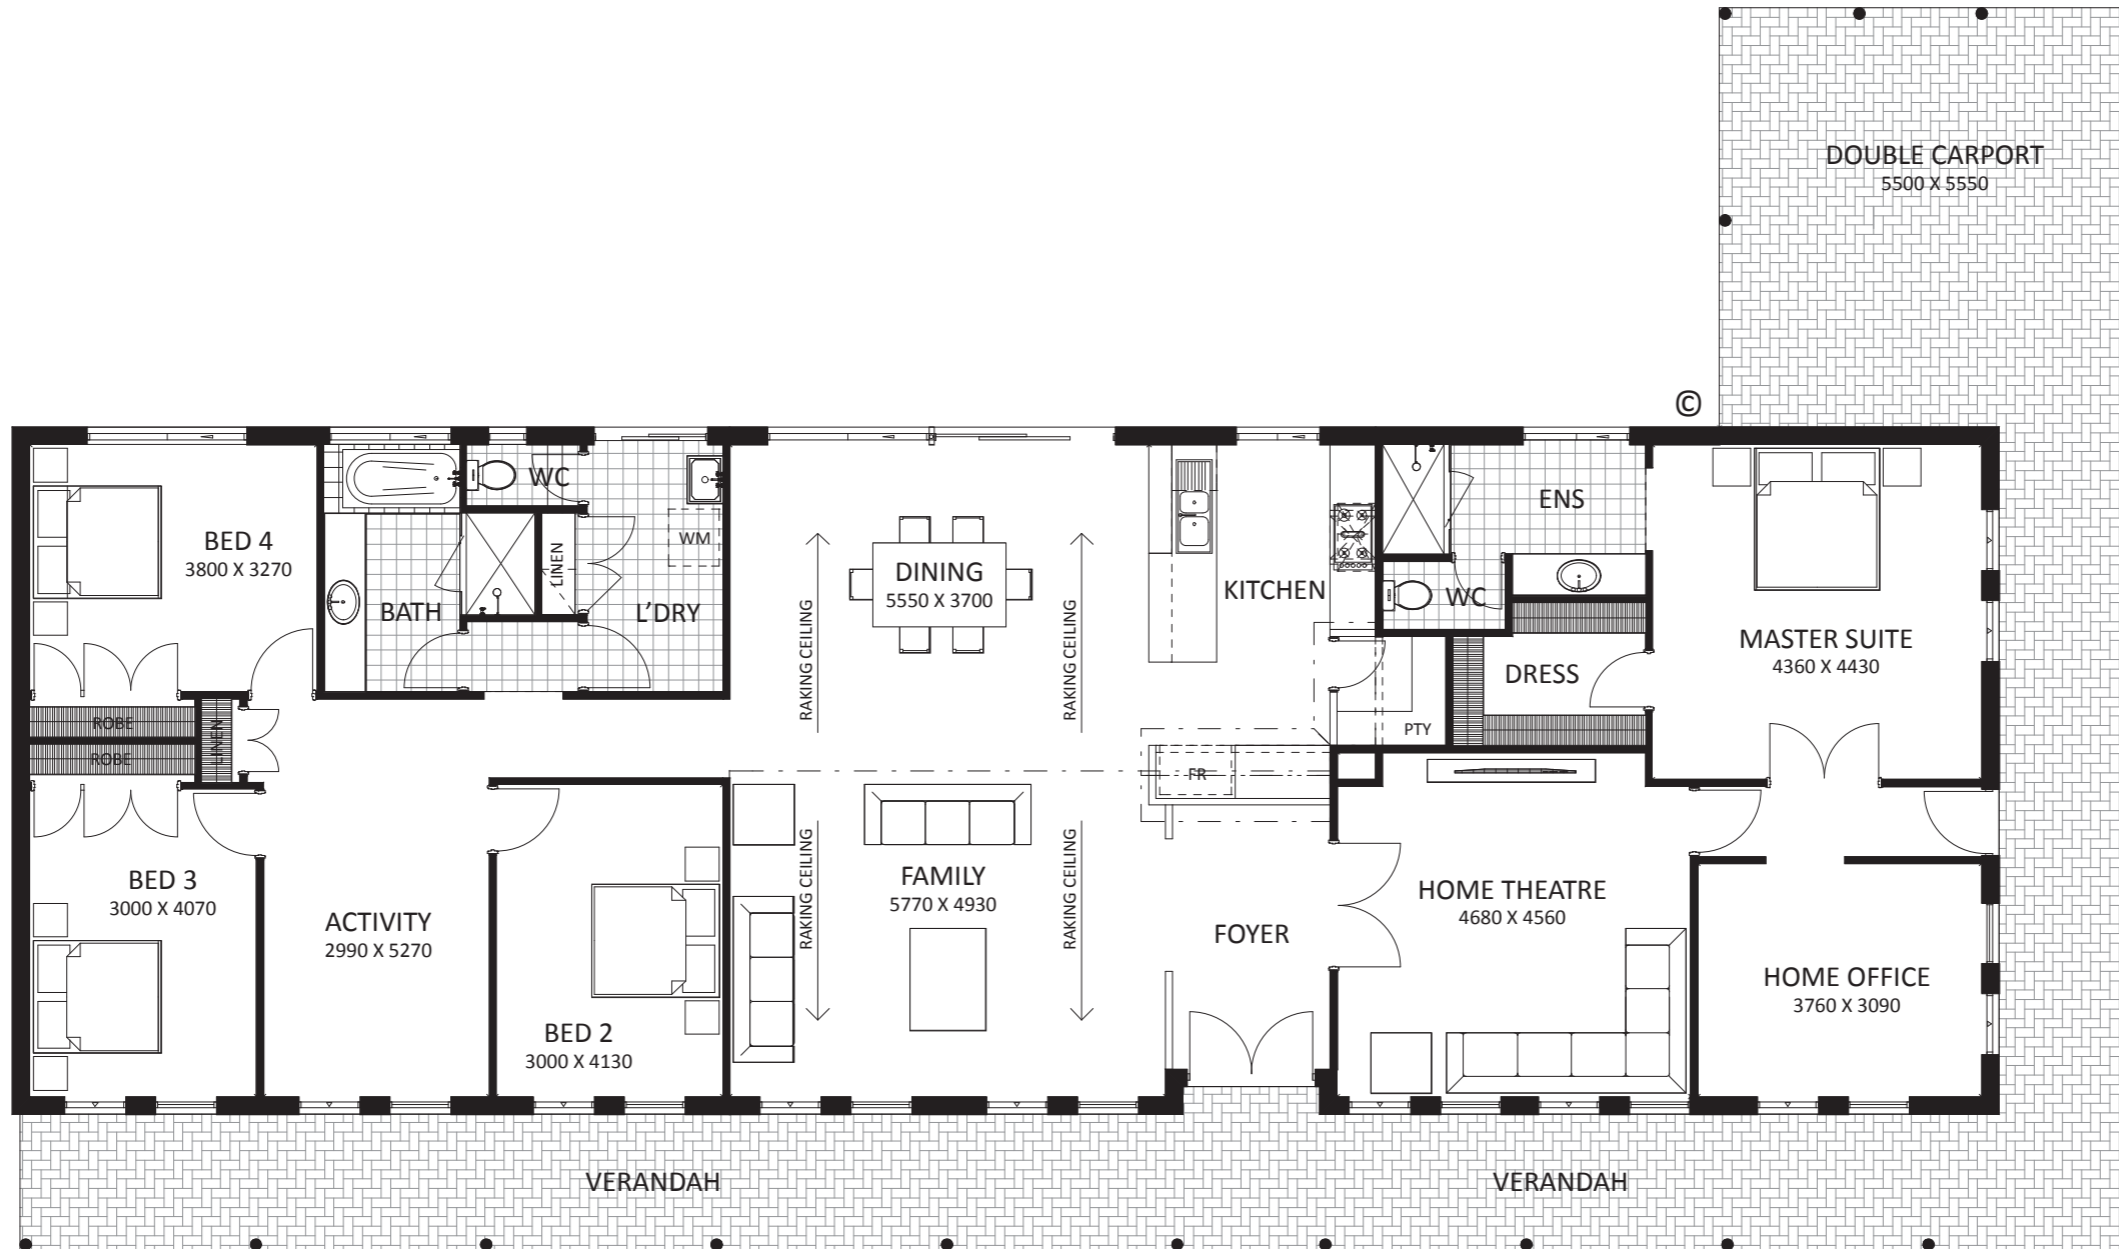 DOUBLE CARPORT
5500 X 5550
©
BED 4
3800 X 3270
BATH
WC
LINEN
WM
L'DRY
RAKING CEILING
DINING
5550 X 3700
RAKING CEILING
KITCHEN
ENS
WC
DRESS
PTY
MASTER SUITE
4360 X 4430
ROBE
ROBE
LINEN
FR
BED 3
3000 X 4070
ACTIVITY
2990 X 5270
BED 2
3000 X 4130
RAKING CEILING
FAMILY
5770 X 4930
RAKING CEILING
FOYER
HOME THEATRE
4680 X 4560
HOME OFFICE
3760 X 3090
VERANDAH
VERANDAH